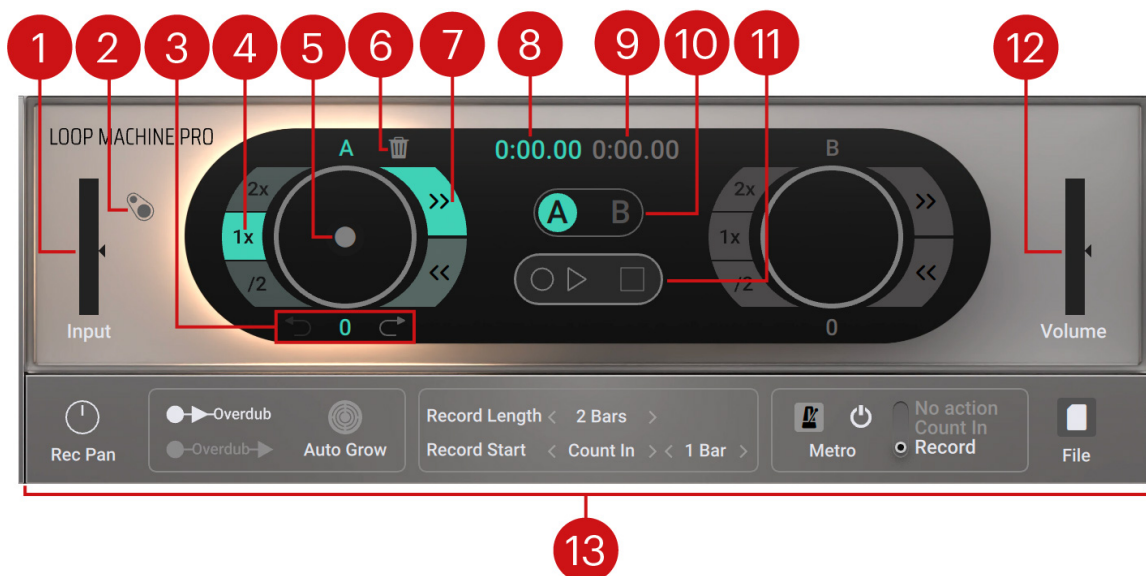 1 2 3 4 5 6 7 8 9 10 11 12
LOOP MACHINE PRO
A 0:00.00 0:00.00 B
2x >> A B 2x >>
1x 1x
/2 << /2 <<
Input 0 0 Volume
Overdub Record Length < 2 Bars > No action
Count In
Overdub Record Start < Count In > < 1 Bar > Record
Rec Pan Auto Grow Metro File
13